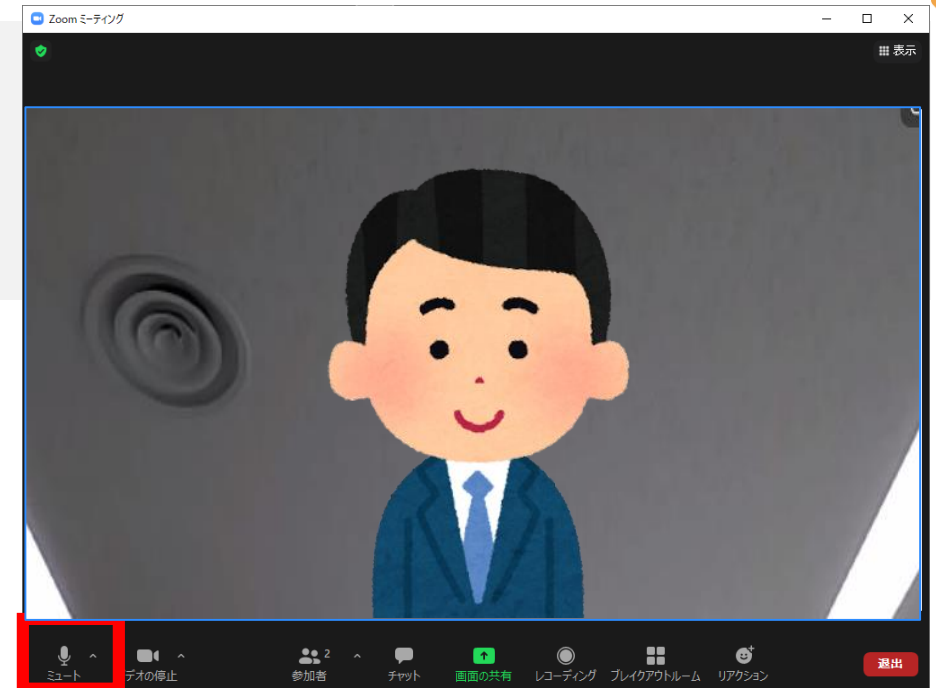 Zoom ミーティング
表示
2
ミュート
デオの停止
参加者
チャット
画面の共有
レコーディング
ブレイクアウトルーム
リアクション
退出